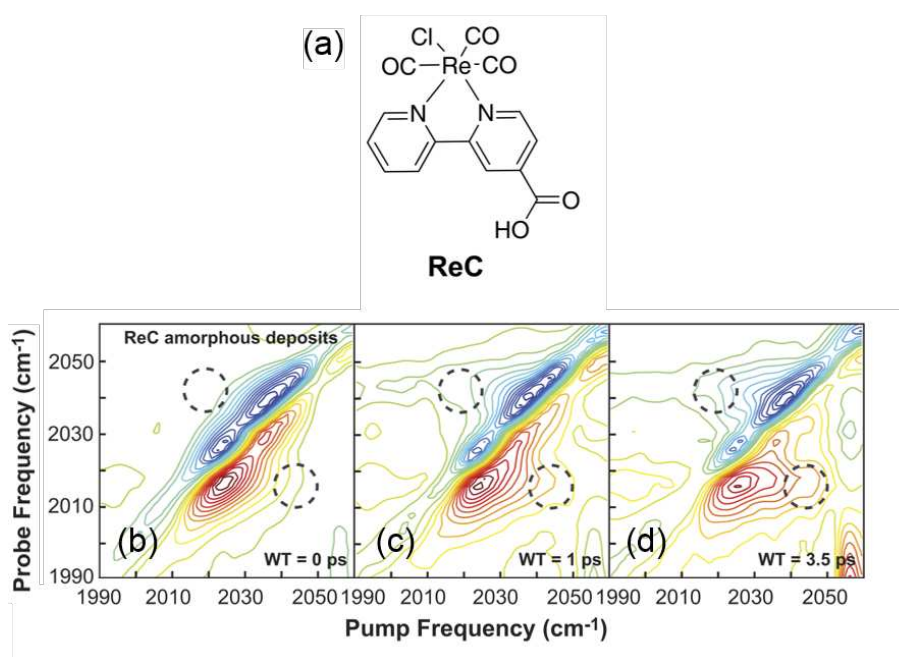 (a)
Cl CO
OC Re CO
N N
O
HO
ReC
Probe Frequency (cm-1)
2050
2030
2010
1990
ReC amorphous deposits
(b) WT = 0 ps
(c) WT = 1 ps
(d) WT = 3.5 ps
1990 2010 2030 2050 1990 2010 2030 2050 1990 2010 2030 2050
Pump Frequency (cm-1)